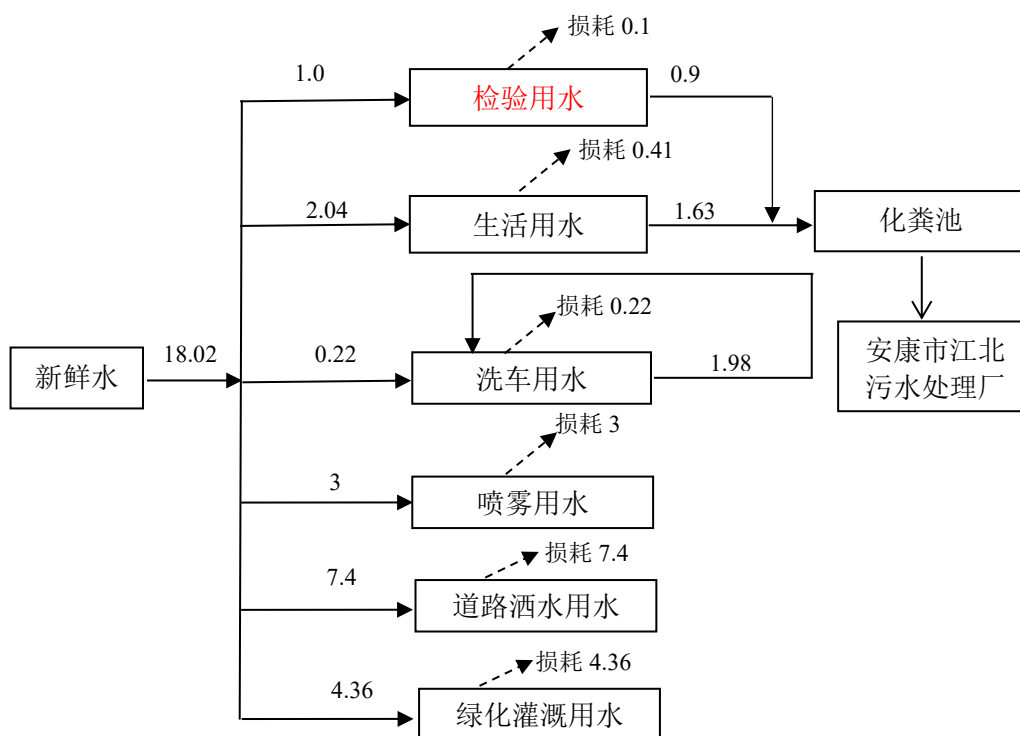 损耗 0.1
1.0
检验用水
0.9
损耗 0.41
2.04
生活用水
1.63
化粪池
损耗 0.22
新鲜水
18.02
0.22
洗车用水
1.98
安康市江北
污水处理厂
损耗 3
3
喷雾用水
损耗 7.4
7.4
道路洒水用水
损耗 4.36
4.36
绿化灌溉用水